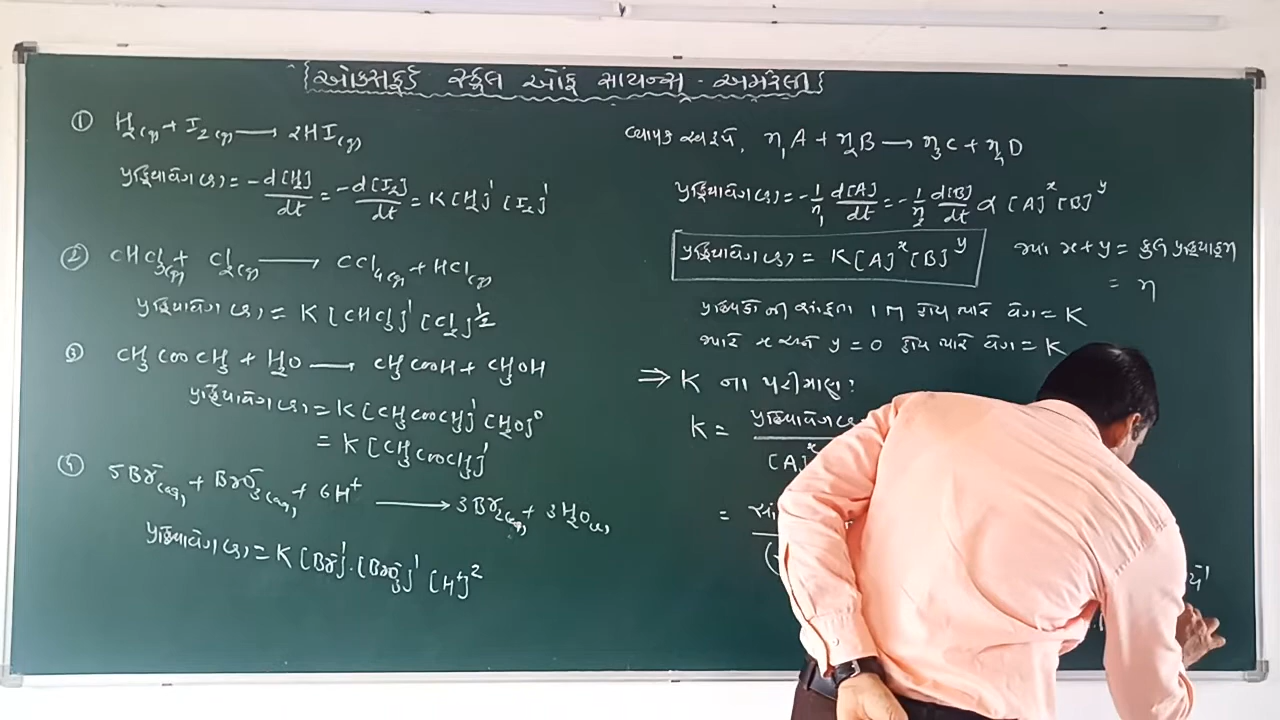 {ઓક્સફર્ડ સ્કૂલ ઓફ સાયન્સ - અમરેલી}
① H₂(g) + I₂(g) ⟶ 2HI(g)
પ્રક્રિયાવેગ(r) = -d[H₂]/dt = -d[I₂]/dt = K[H₂]¹ [I₂]¹
② CHCl₃(g) + Cl₂(g) ⟶ CCl₄(g) + HCl(g)
પ્રક્રિયાવેગ(r) = K [CHCl₃]¹ [Cl₂]^½
③ CH₃COOCH₃ + H₂O ⟶ CH₃COOH + CH₃OH
પ્રક્રિયાવેગ(r) = K[CH₃COOCH₃]¹ [H₂O]⁰
= K [CH₃COOCH₃]¹
5Br⁻(aq) + BrO₃⁻(aq) + 6H⁺ ⟶ 3Br₂(aq) + 3H₂O(l)
પ્રક્રિયાવેગ(r) = K [Br⁻]¹.[BrO₃⁻]¹ [H⁺]²
વ્યાપક સ્વરૂપે, n₁A + n₂B ⟶ n₃C + n₄D
પ્રક્રિયાવેગ(r) = -1/n₁ d[A]/dt = -1/n₂ d[B]/dt α [A]ˣ [B]ʸ
પ્રક્રિયાવેગ(r) = K[A]ˣ[B]ʸ
જ્યાં x+y = કુલ પ્રક્રિયાક્રમ
= n
પ્રક્રિયકો ની સાંદ્રતા 1 M હોય ત્યારે વેગ = K
જ્યારે x અને y = 0 હોય ત્યારે વેગ = K
⇒ K ના પરીમાણ?
K = પ્રક્રિયાવેગ
[A]ˣ
=